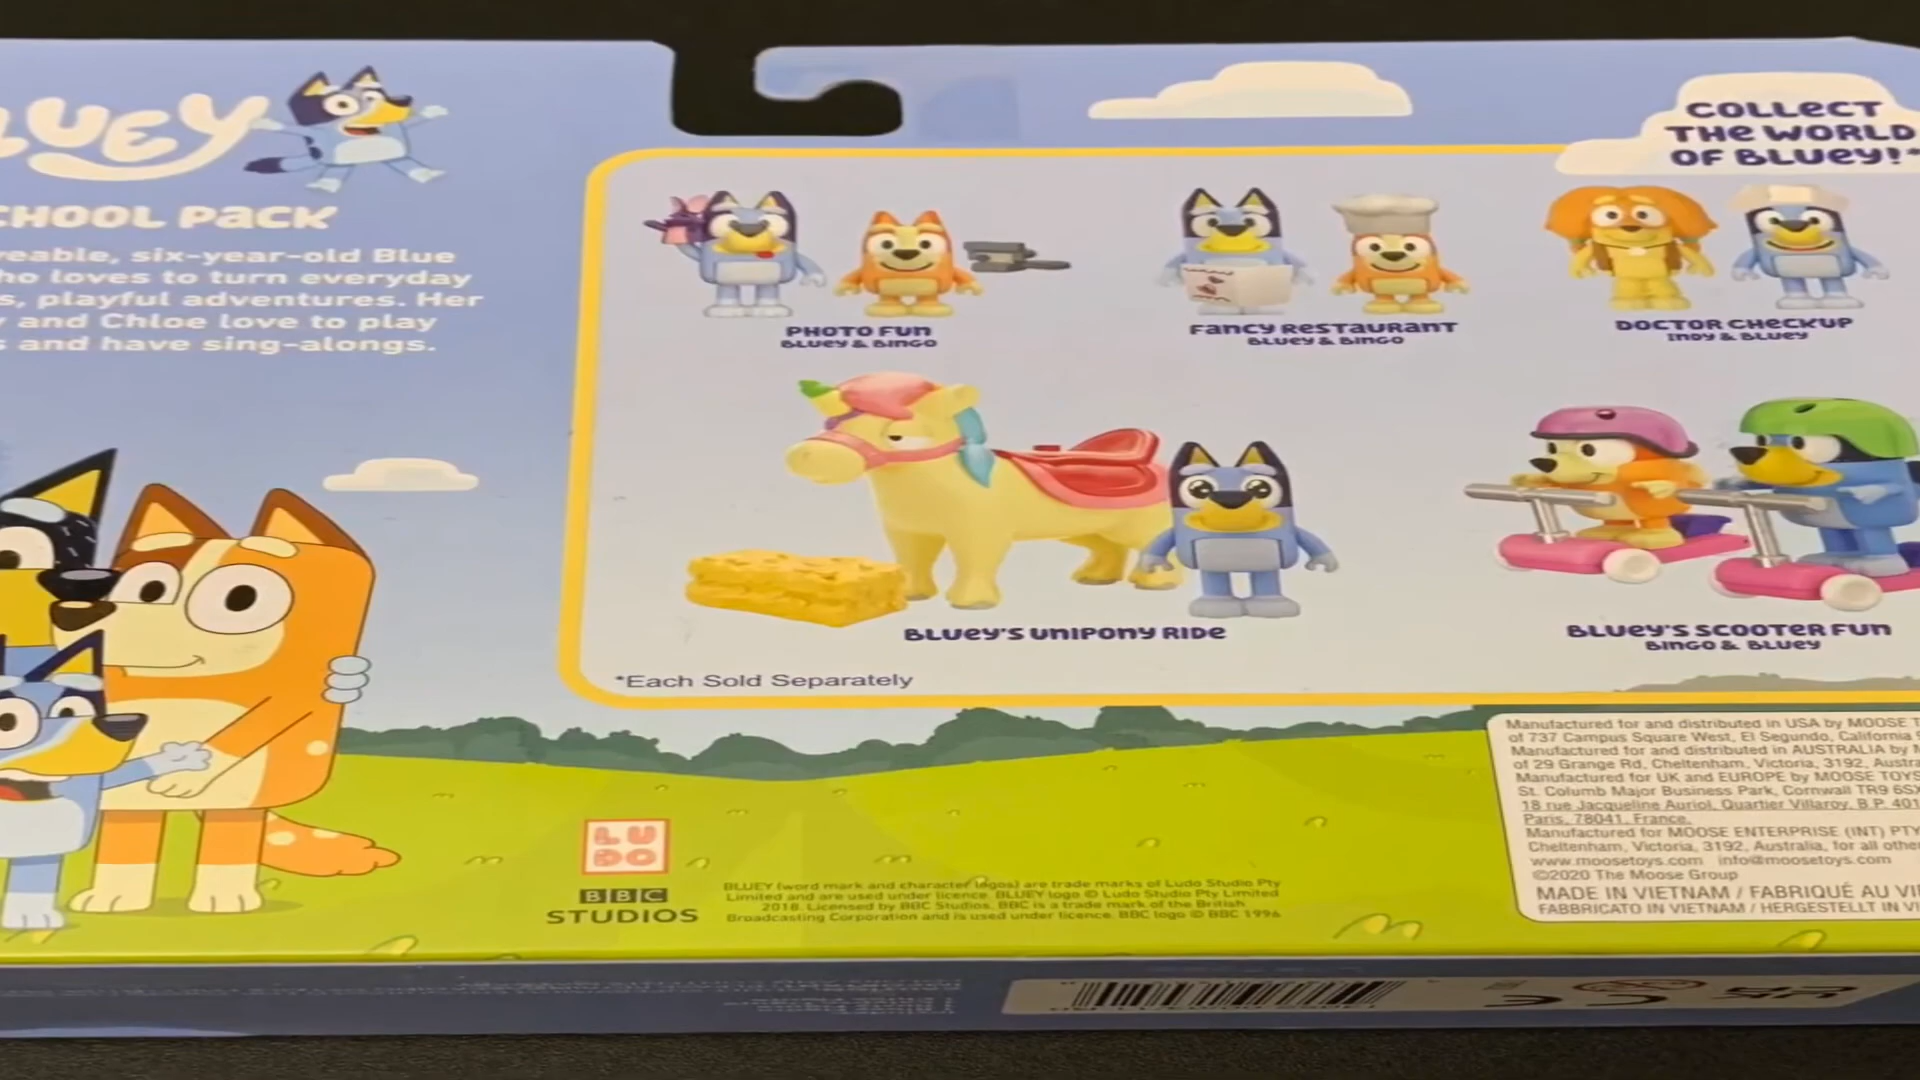 LUEY
CHOOL PACK
veable, six-year-old Blue
ho loves to turn everyday
s, playful adventures. Her
y and Chloe love to play
s and have sing-alongs.
COLLECT
THE WORLD
OF BLUEY!*
PHOTO FUN
BLUEY & BINGO
FANCY RESTAURANT
BLUEY & BINGO
DOCTOR CHECKUP
INDY & BLUEY
BLUEY'S UNIPONY RIDE
BLUEY'S SCOOTER FUN
BINGO & BLUEY
*Each Sold Separately
LU
DO
BBC
STUDIOS
BLUEY (word mark and character logos) are trade marks of Ludo Studio Pty
Limited and are used under licence. BLUEY logo © Ludo Studio Pty Limited
2018. Licensed by BBC Studios. BBC is a trade mark of the British
Broadcasting Corporation and is used under licence. BBC logo © BBC 1996
Manufactured for and distributed in USA by MOOSE T
of 737 Campus Square West, El Segundo, California
Manufactured for and distributed in AUSTRALIA by
of 29 Grange Rd, Cheltenham, Victoria, 3192, Austra
Manufactured for UK and EUROPE by MOOSE TOYS
St. Columb Major Business Park, Cornwall TR9 6SX
18 rue Jacqueline Auriol, Quartier Villaroy, B.P. 401
Paris, 78041, France.
Manufactured for MOOSE ENTERPRISE (INT) PTY
Cheltenham, Victoria, 3192, Australia, for all othe
www.moosetoys.com info@moosetoys.com
©2020 The Moose Group
MADE IN VIETNAM / FABRIQUÉ AU VI
FABBRICATO IN VIETNAM / HERGESTELLT IN VI